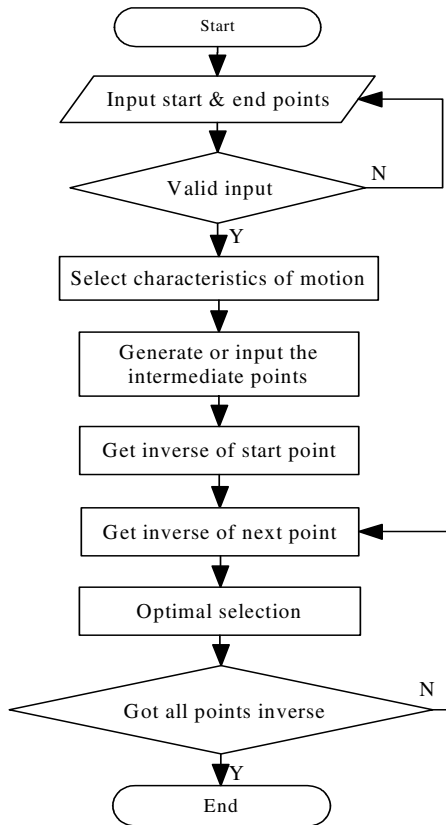 Start
Input start & end points
Valid input
N
Y
Select characteristics of motion
Generate or input the
intermediate points
Get inverse of start point
Get inverse of next point
Optimal selection
Got all points inverse
N
Y
End